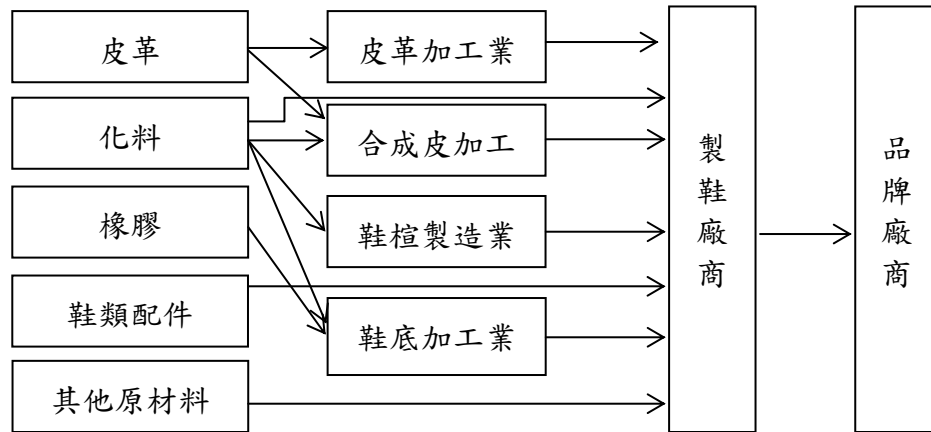 皮革
化料
橡膠
鞋類配件
其他原材料
皮革加工業
合成皮加工
鞋楦製造業
鞋底加工業
製鞋廠商
品牌廠商